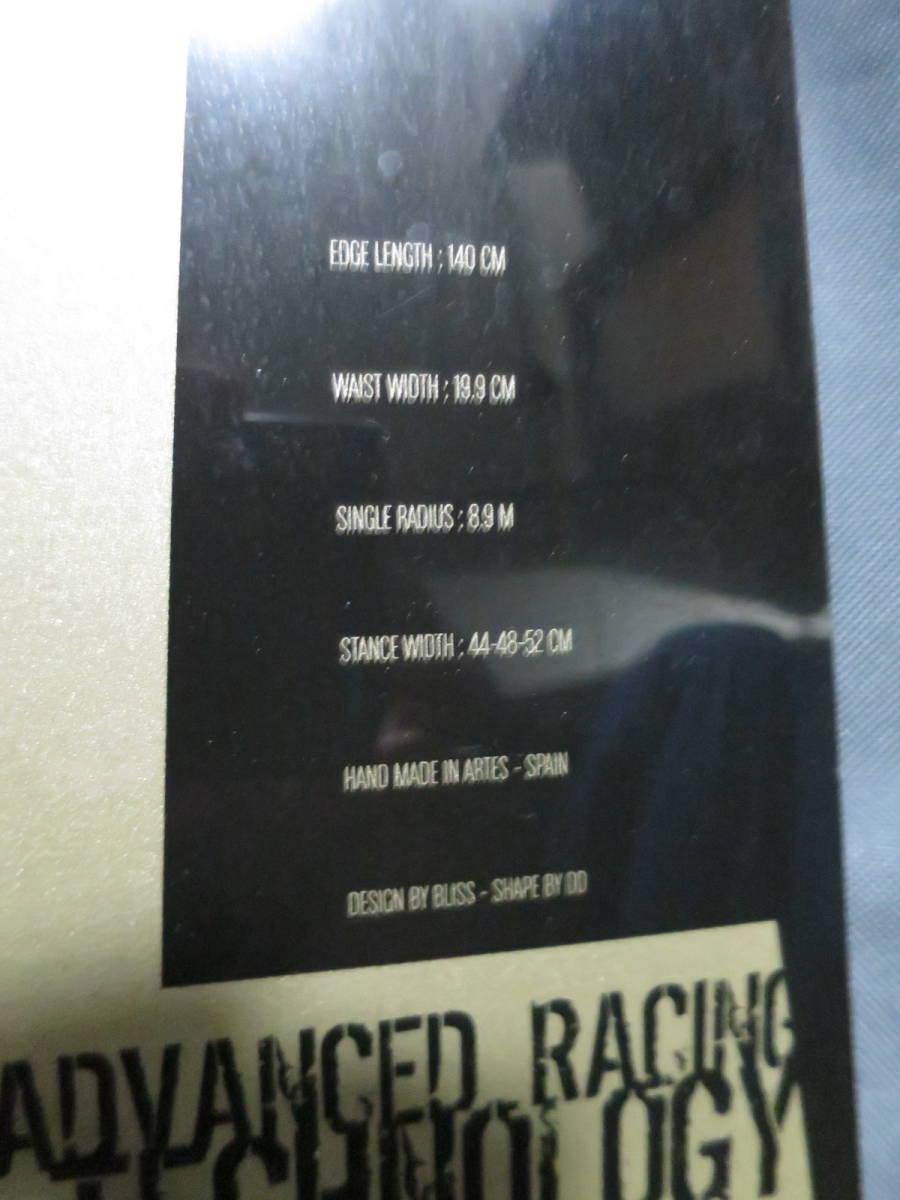 EDGE LENGTH : 140 CM
WAIST WIDTH : 19.9 CM
SINGLE RADIUS : 8.9 M
STANCE WIDTH : 44-48-52 CM
HAND MADE IN ARTES - SPAIN
DESIGN BY BLISS - SHAPE BY DD
ADVANCED RACING
TECHNOLOGY